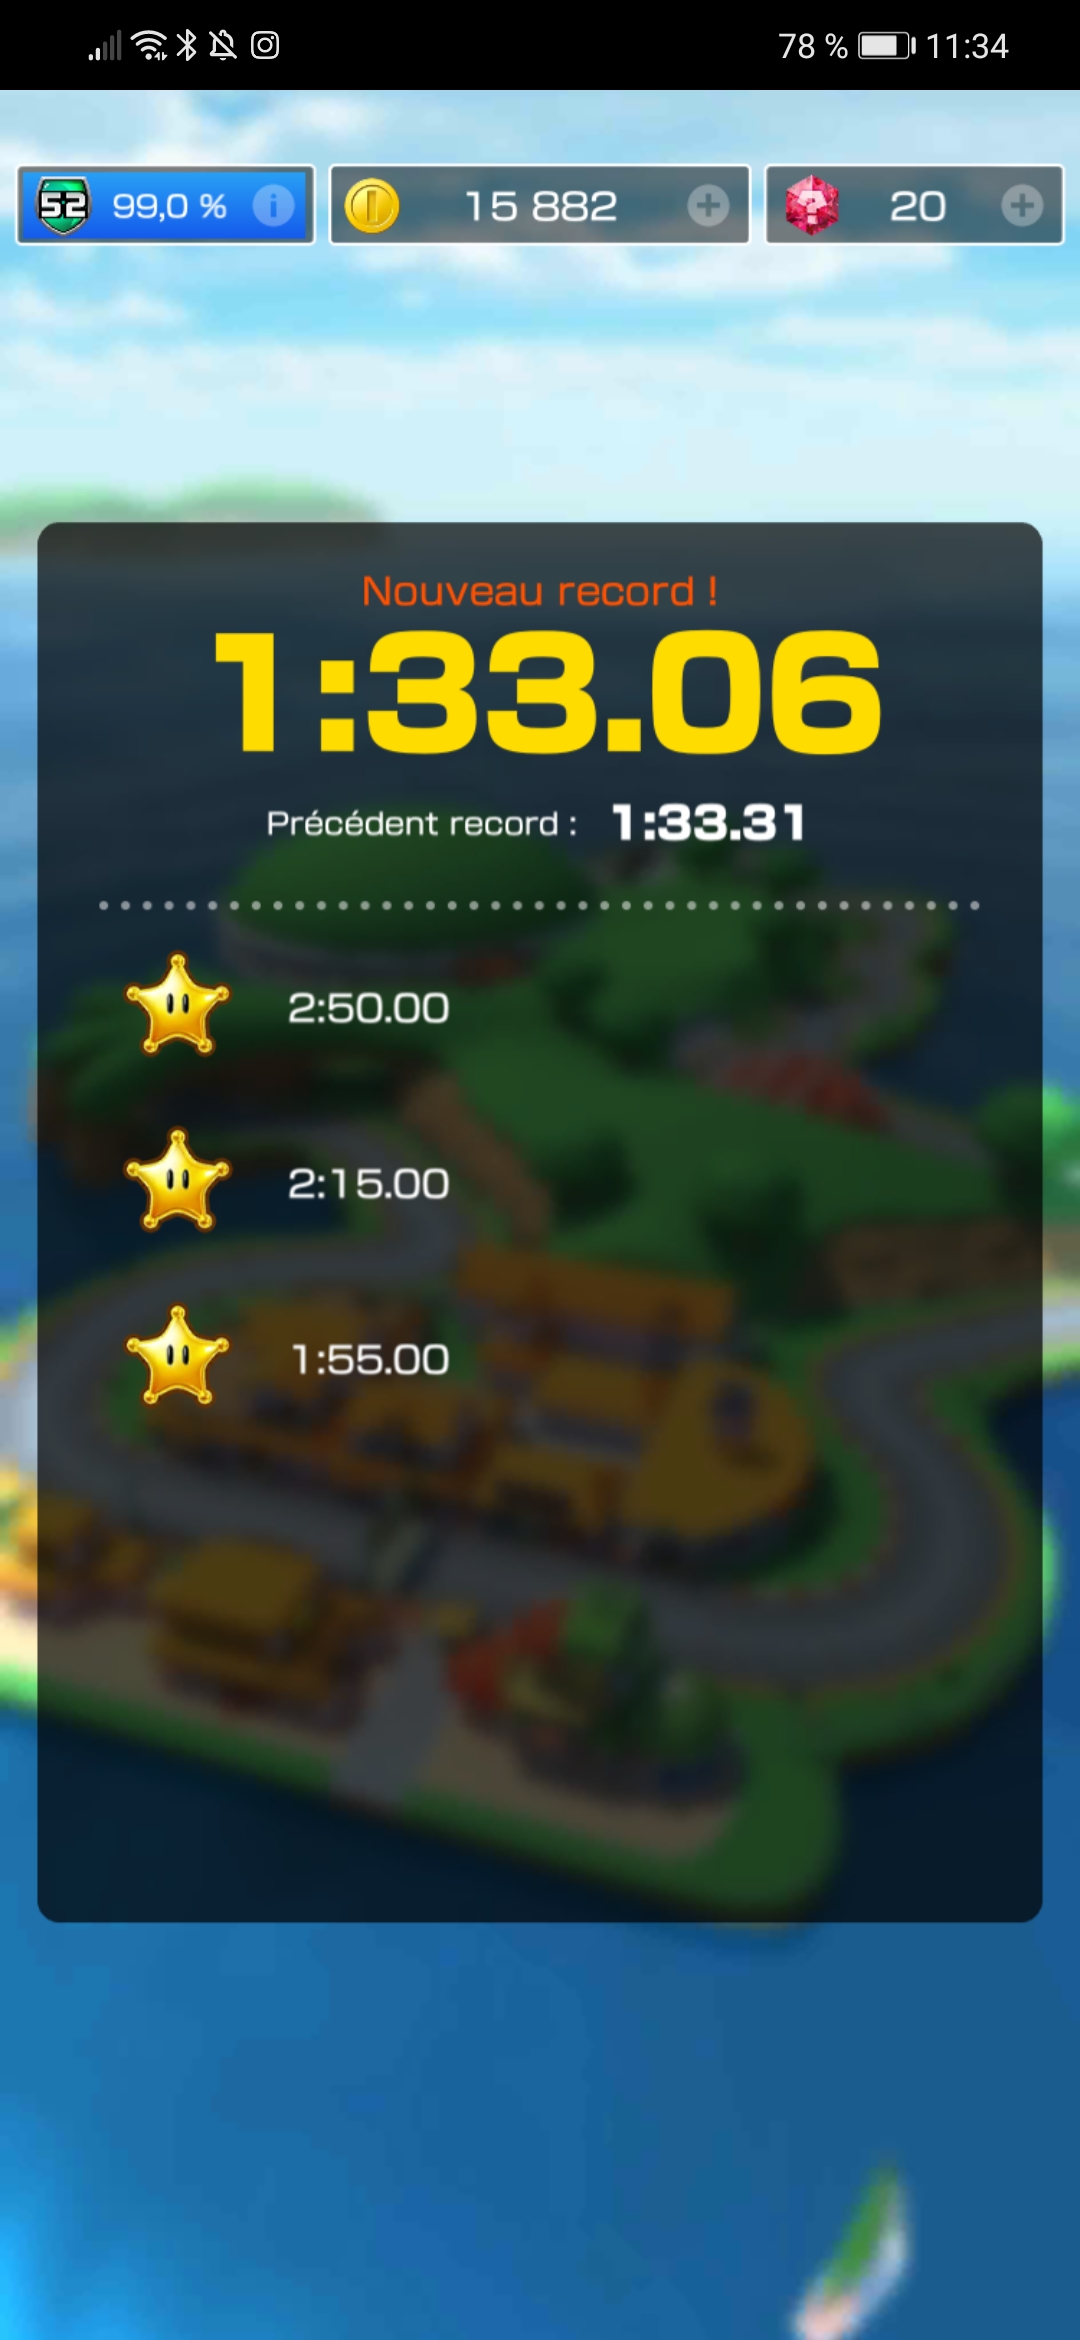 78 % 11:34
52 99,0 % i 15 882 + ? 20 +
Nouveau record !
1:33.06
Précédent record : 1:33.31
2:50.00
2:15.00
1:55.00